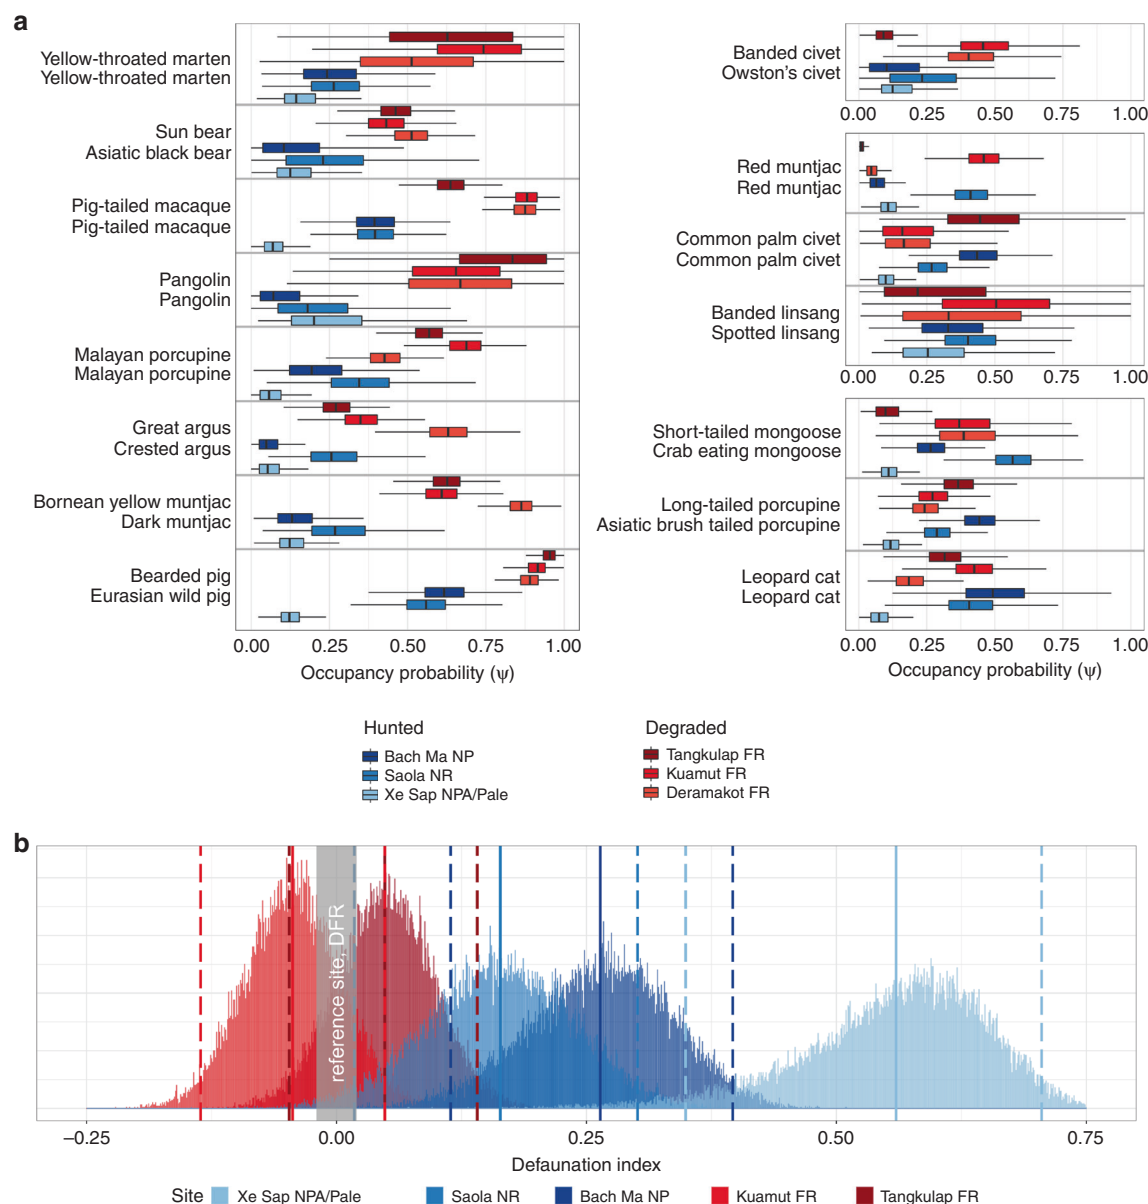 a
Yellow-throated marten
Yellow-throated marten
Sun bear
Asiatic black bear
Pig-tailed macaque
Pig-tailed macaque
Pangolin
Pangolin
Malayan porcupine
Malayan porcupine
Great argus
Crested argus
Bornean yellow muntjac
Dark muntjac
Bearded pig
Eurasian wild pig
0.00 0.25 0.50 0.75 1.00
Occupancy probability (ψ)
Banded civet
Owston's civet
0.00 0.25 0.50 0.75 1.00
Red muntjac
Red muntjac
Common palm civet
Common palm civet
Banded linsang
Spotted linsang
0.00 0.25 0.50 0.75 1.00
Short-tailed mongoose
Crab eating mongoose
Long-tailed porcupine
Asiatic brush tailed porcupine
Leopard cat
Leopard cat
0.00 0.25 0.50 0.75 1.00
Occupancy probability (ψ)
Hunted
Bach Ma NP
Saola NR
Xe Sap NPA/Pale
Degraded
Tangkulap FR
Kuamut FR
Deramakot FR
b
reference site, DFR
–0.25 0.00 0.25 0.50 0.75
Defaunation index
Site Xe Sap NPA/Pale Saola NR Bach Ma NP Kuamut FR Tangkulap FR